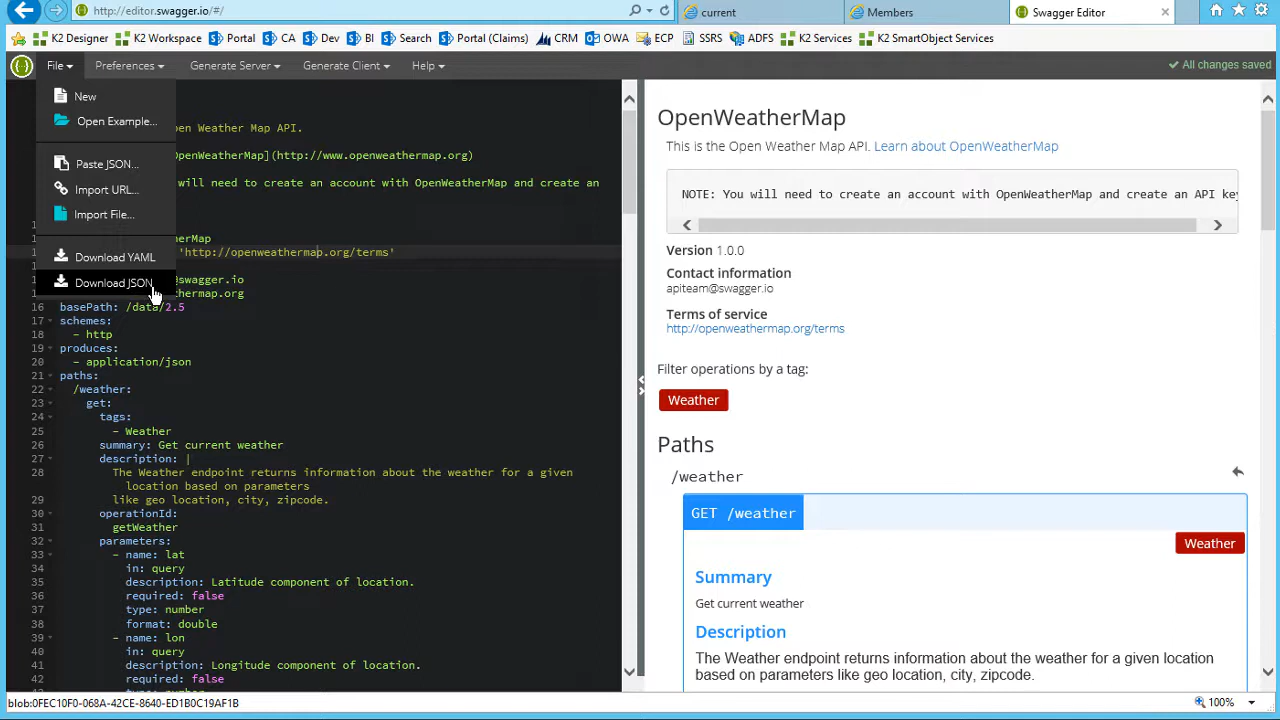 http://editor.swagger.io/#/
current
Members
Swagger Editor
K2 Designer
K2 Workspace
Portal
CA
Dev
BI
Search
Portal (Claims)
CRM
OWA
ECP
SSRS
ADFS
K2 Services
K2 SmartObject Services
File
Preferences
Generate Server
Generate Client
Help
All changes saved
New
Open Example...
Paste JSON...
Import URL...
Import File...
Download YAML
Download JSON
pen Weather Map API.
OpenWeatherMap](http://www.openweathermap.org)
will need to create an account with OpenWeatherMap and create an
herMap
'http://openweathermap.org/terms'
@swagger.io
thermap.org
16 basePath: /data/2.5
17 schemes:
18 - http
19 produces:
20 - application/json
21 paths:
22 /weather:
23 get:
24 tags:
25 - Weather
26 summary: Get current weather
27 description: |
28 The Weather endpoint returns information about the weather for a given
location based on parameters
29 like geo location, city, zipcode.
30 operationId:
31 getWeather
32 parameters:
33 - name: lat
34 in: query
35 description: Latitude component of location.
36 required: false
37 type: number
38 format: double
39 - name: lon
40 in: query
41 description: Longitude component of location.
42 required: false
OpenWeatherMap
This is the Open Weather Map API. Learn about OpenWeatherMap
NOTE: You will need to create an account with OpenWeatherMap and create an API key
Version 1.0.0
Contact information
apiteam@swagger.io
Terms of service
http://openweathermap.org/terms
Filter operations by a tag:
Weather
Paths
/weather
GET /weather
Weather
Summary
Get current weather
Description
The Weather endpoint returns information about the weather for a given location
based on parameters like geo location, city, zipcode.
blob:0FEC10F0-068A-42CE-8640-ED1B0C19AF1B
100%